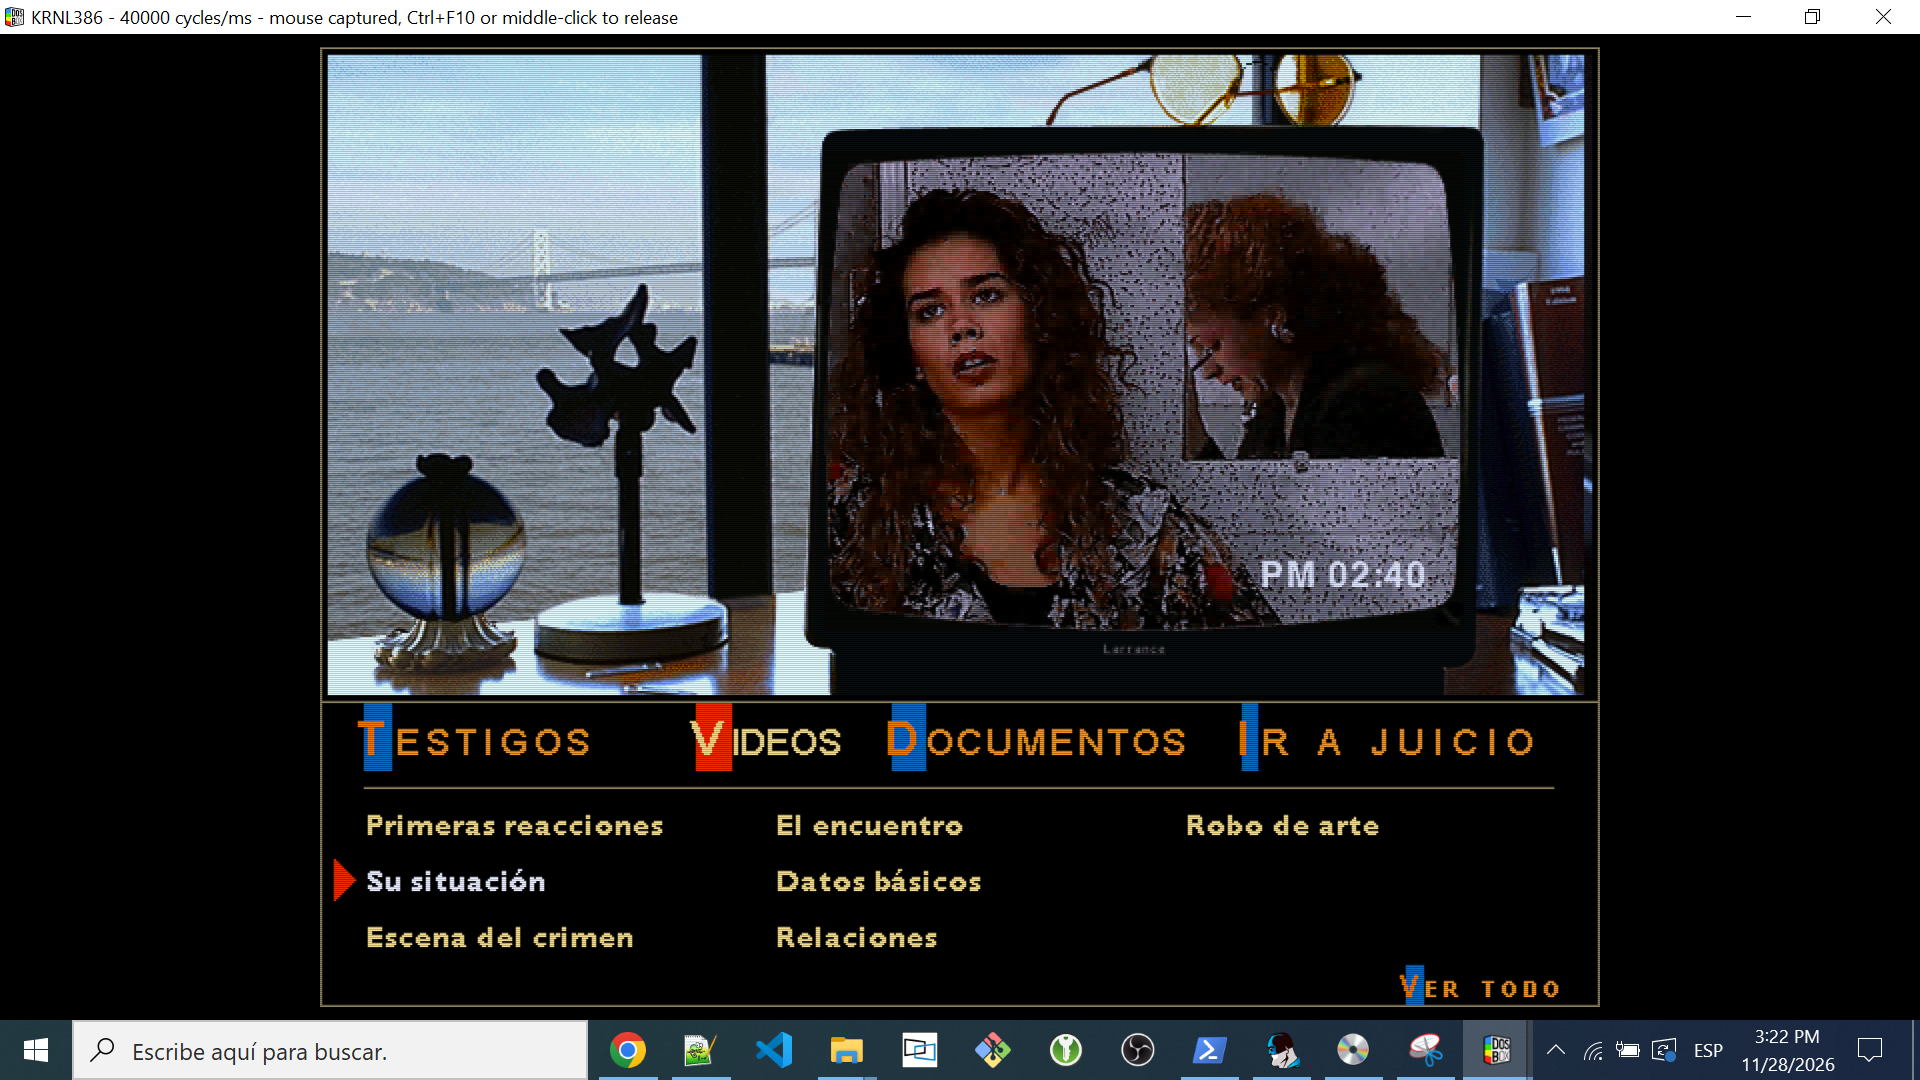 KRNL386 - 40000 cycles/ms - mouse captured, Ctrl+F10 or middle-click to release
PM 02:40
Larrance
TESTIGOS VIDEOS DOCUMENTOS IR A JUICIO
Primeras reacciones El encuentro Robo de arte
Su situación Datos básicos
Escena del crimen Relaciones
VER TODO
Escribe aquí para buscar.
ESP
3:22 PM
11/28/2026